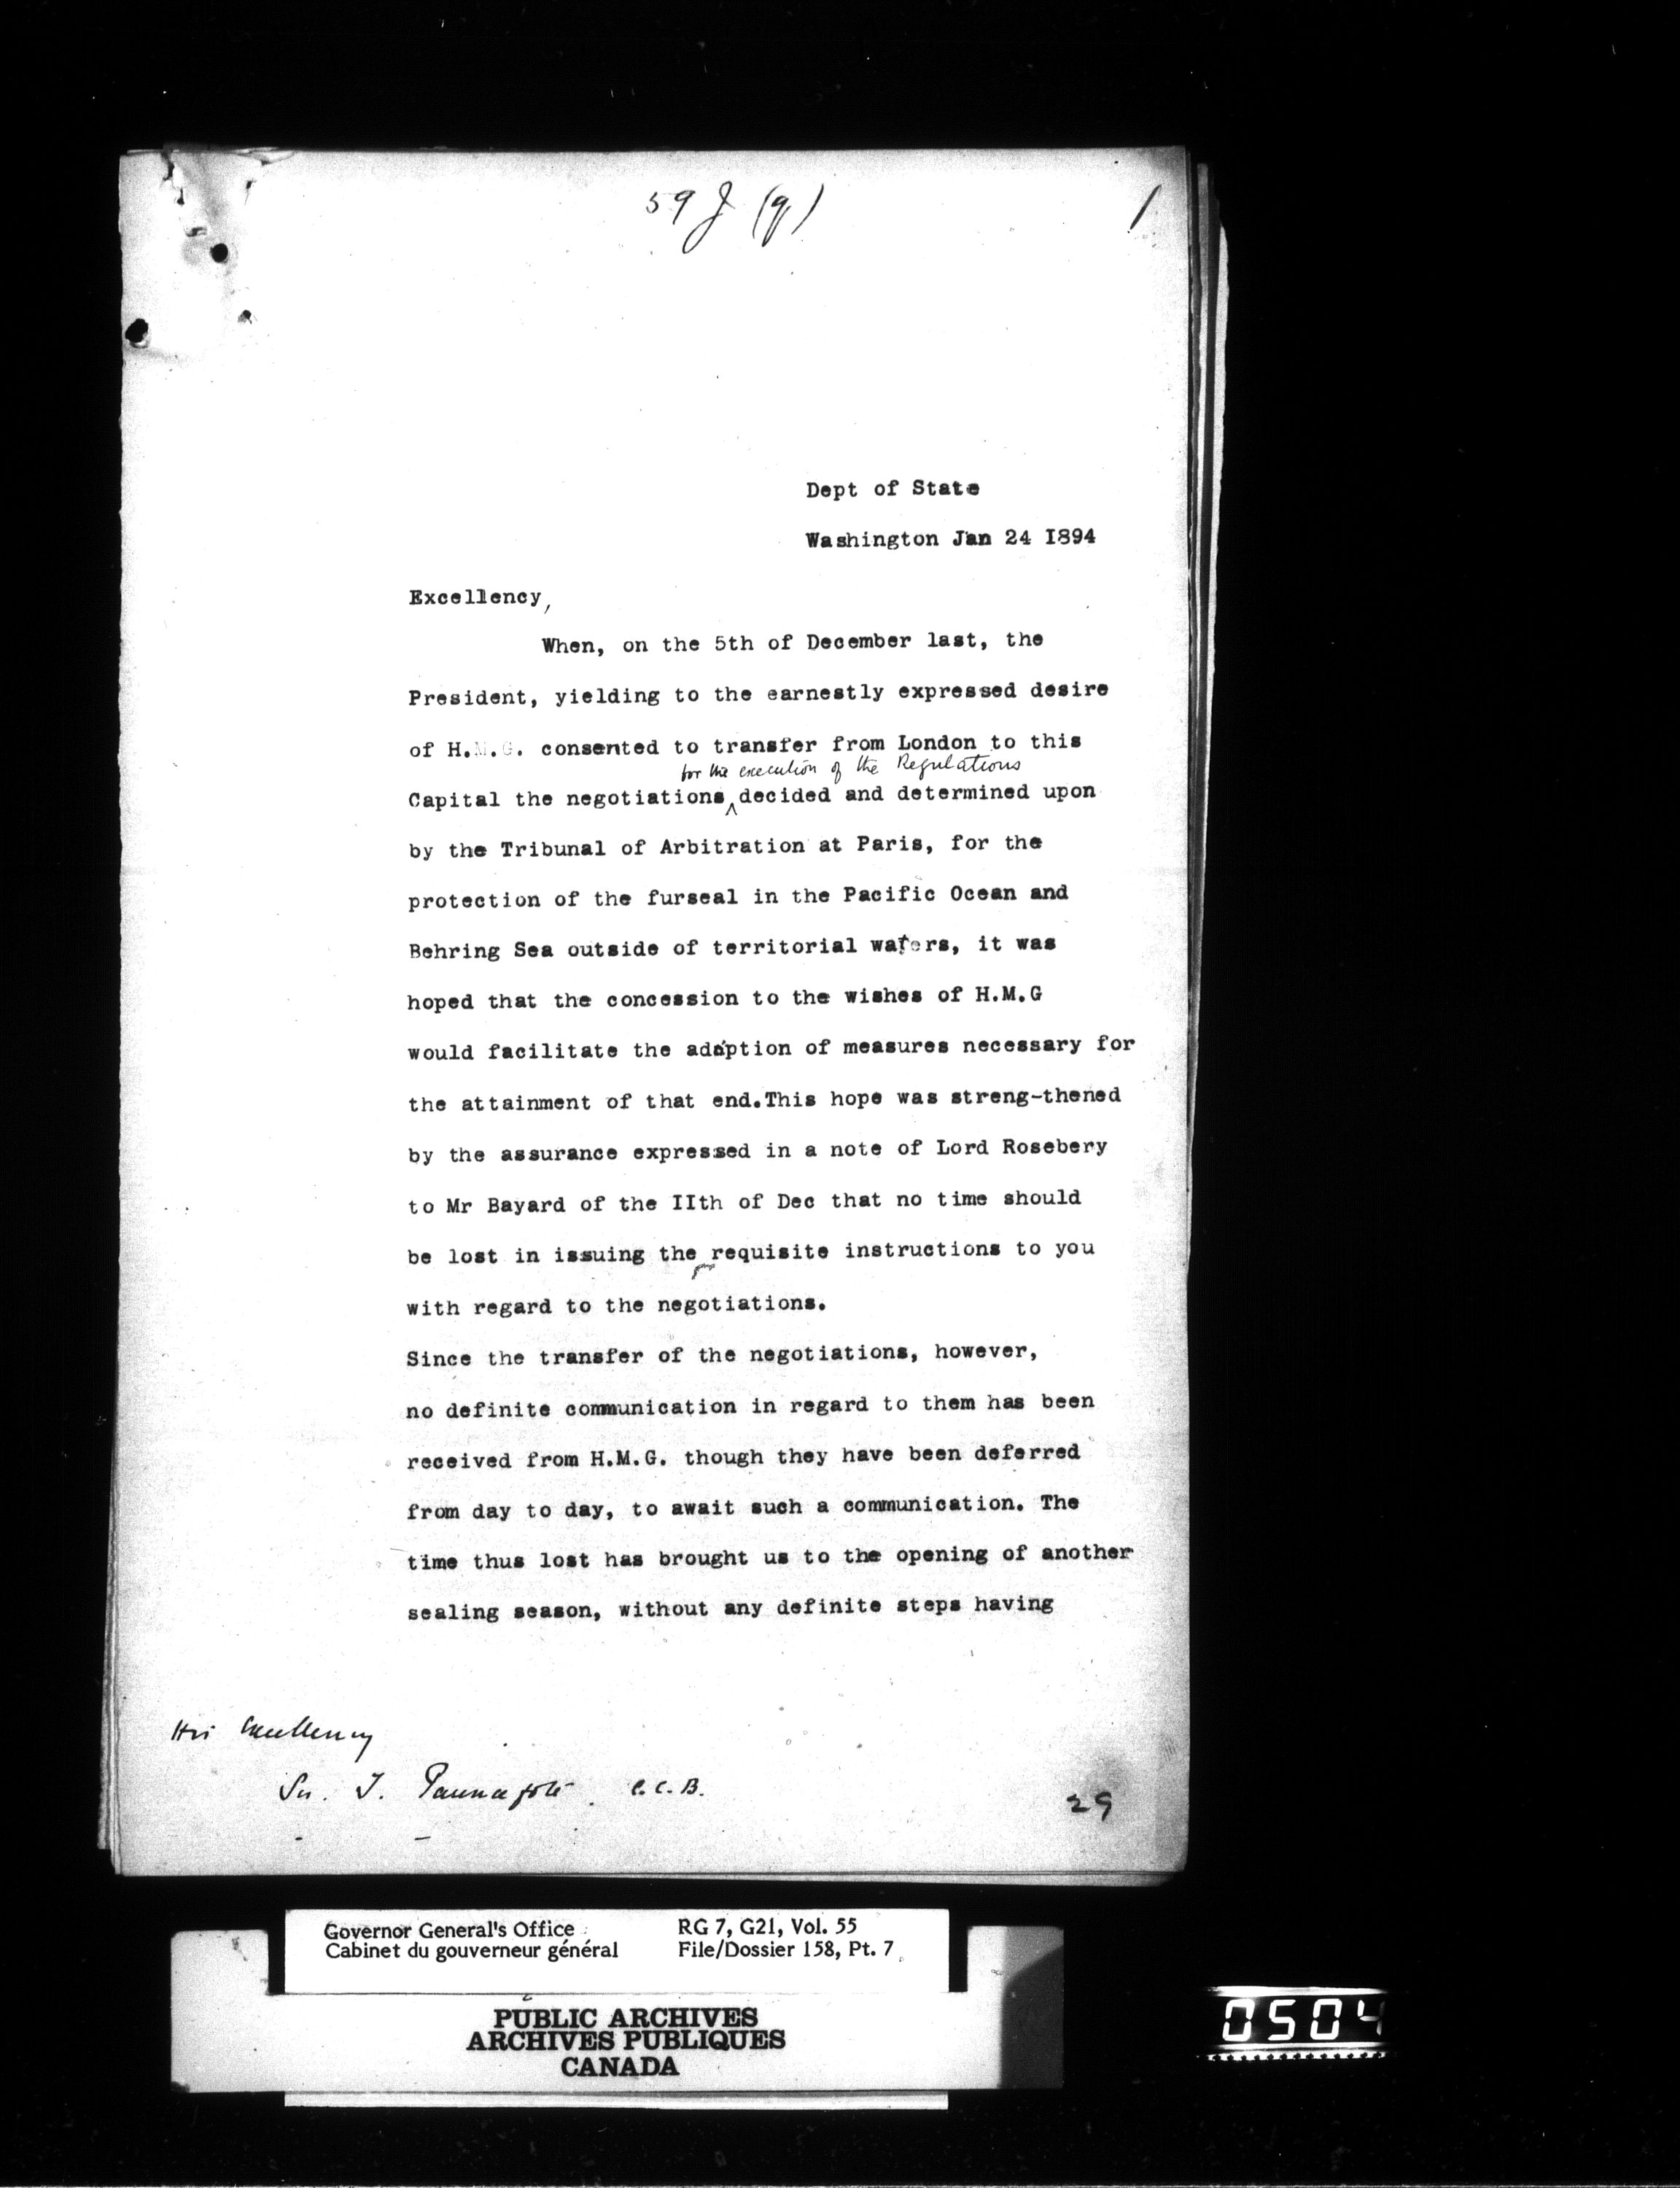 59 J (q) 1
Dept of State
Washington Jan 24 I894
Excellency,
When, on the 5th of December last, the
President, yielding to the earnestly expressed desire
of H.M.G. consented to transfer from London to this
for the execution of the Regulations
Capital the negotiations decided and determined upon
by the Tribunal of Arbitration at Paris, for the
protection of the furseal in the Pacific Ocean and
Behring Sea outside of territorial waters, it was
hoped that the concession to the wishes of H.M.G
would facilitate the adoption of measures necessary for
the attainment of that end.This hope was streng-thened
by the assurance expressed in a note of Lord Rosebery
to Mr Bayard of the IIth of Dec that no time should
be lost in issuing the requisite instructions to you
with regard to the negotiations.
Since the transfer of the negotiations, however,
no definite communication in regard to them has been
received from H.M.G. though they have been deferred
from day to day, to await such a communication. The
time thus lost has brought us to the opening of another
sealing season, without any definite steps having
His Excellency
Sir. J. Pauncefote. C.C.B.
29
Governor General's Office RG 7, G21, Vol. 55
Cabinet du gouverneur général File/Dossier 158, Pt. 7
PUBLIC ARCHIVES
ARCHIVES PUBLIQUES
CANADA
0504